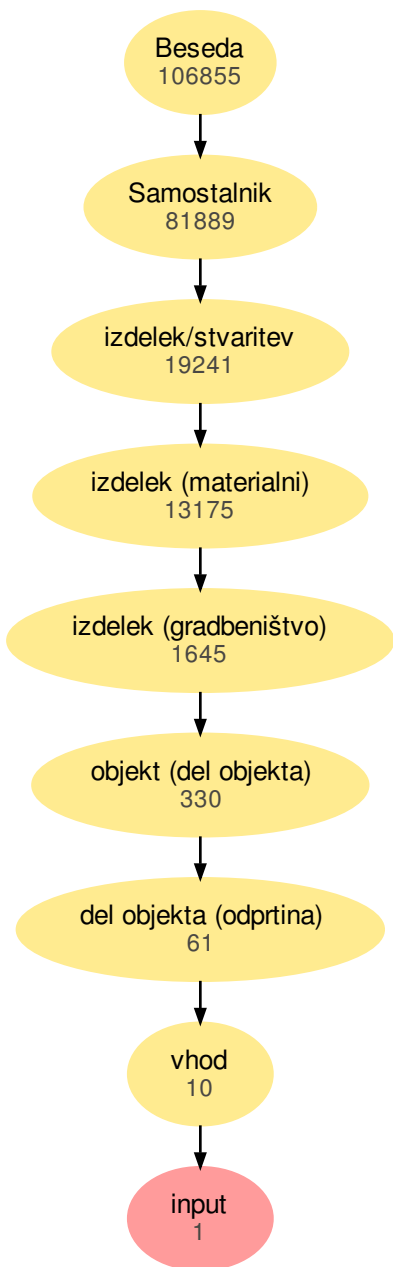 Beseda
106855
Samostalnik
81889
izdelek/stvaritev
19241
izdelek (materialni)
13175
izdelek (gradbeništvo)
1645
objekt (del objekta)
330
del objekta (odprtina)
61
vhod
10
input
1